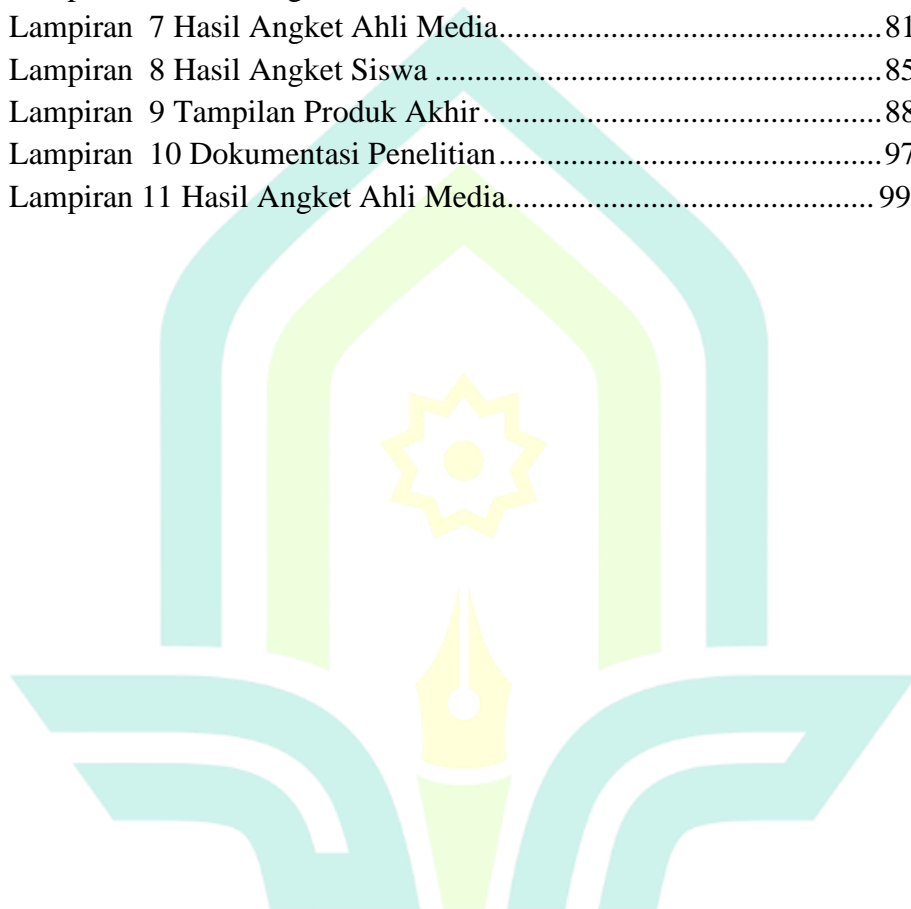 Lampiran 7 Hasil Angket Ahli Media.................................................81
Lampiran 8 Hasil Angket Siswa .........................................................85
Lampiran 9 Tampilan Produk Akhir...................................................88
Lampiran 10 Dokumentasi Penelitian.................................................97
Lampiran 11 Hasil Angket Ahli Media.............................................. 99